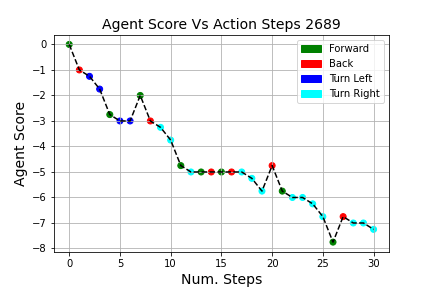 Agent Score Vs Action Steps 2689
Forward
Back
Turn Left
Turn Right
0
−1
−2
−3
−4
−5
−6
−7
−8
Agent Score
0 5 10 15 20 25 30
Num. Steps